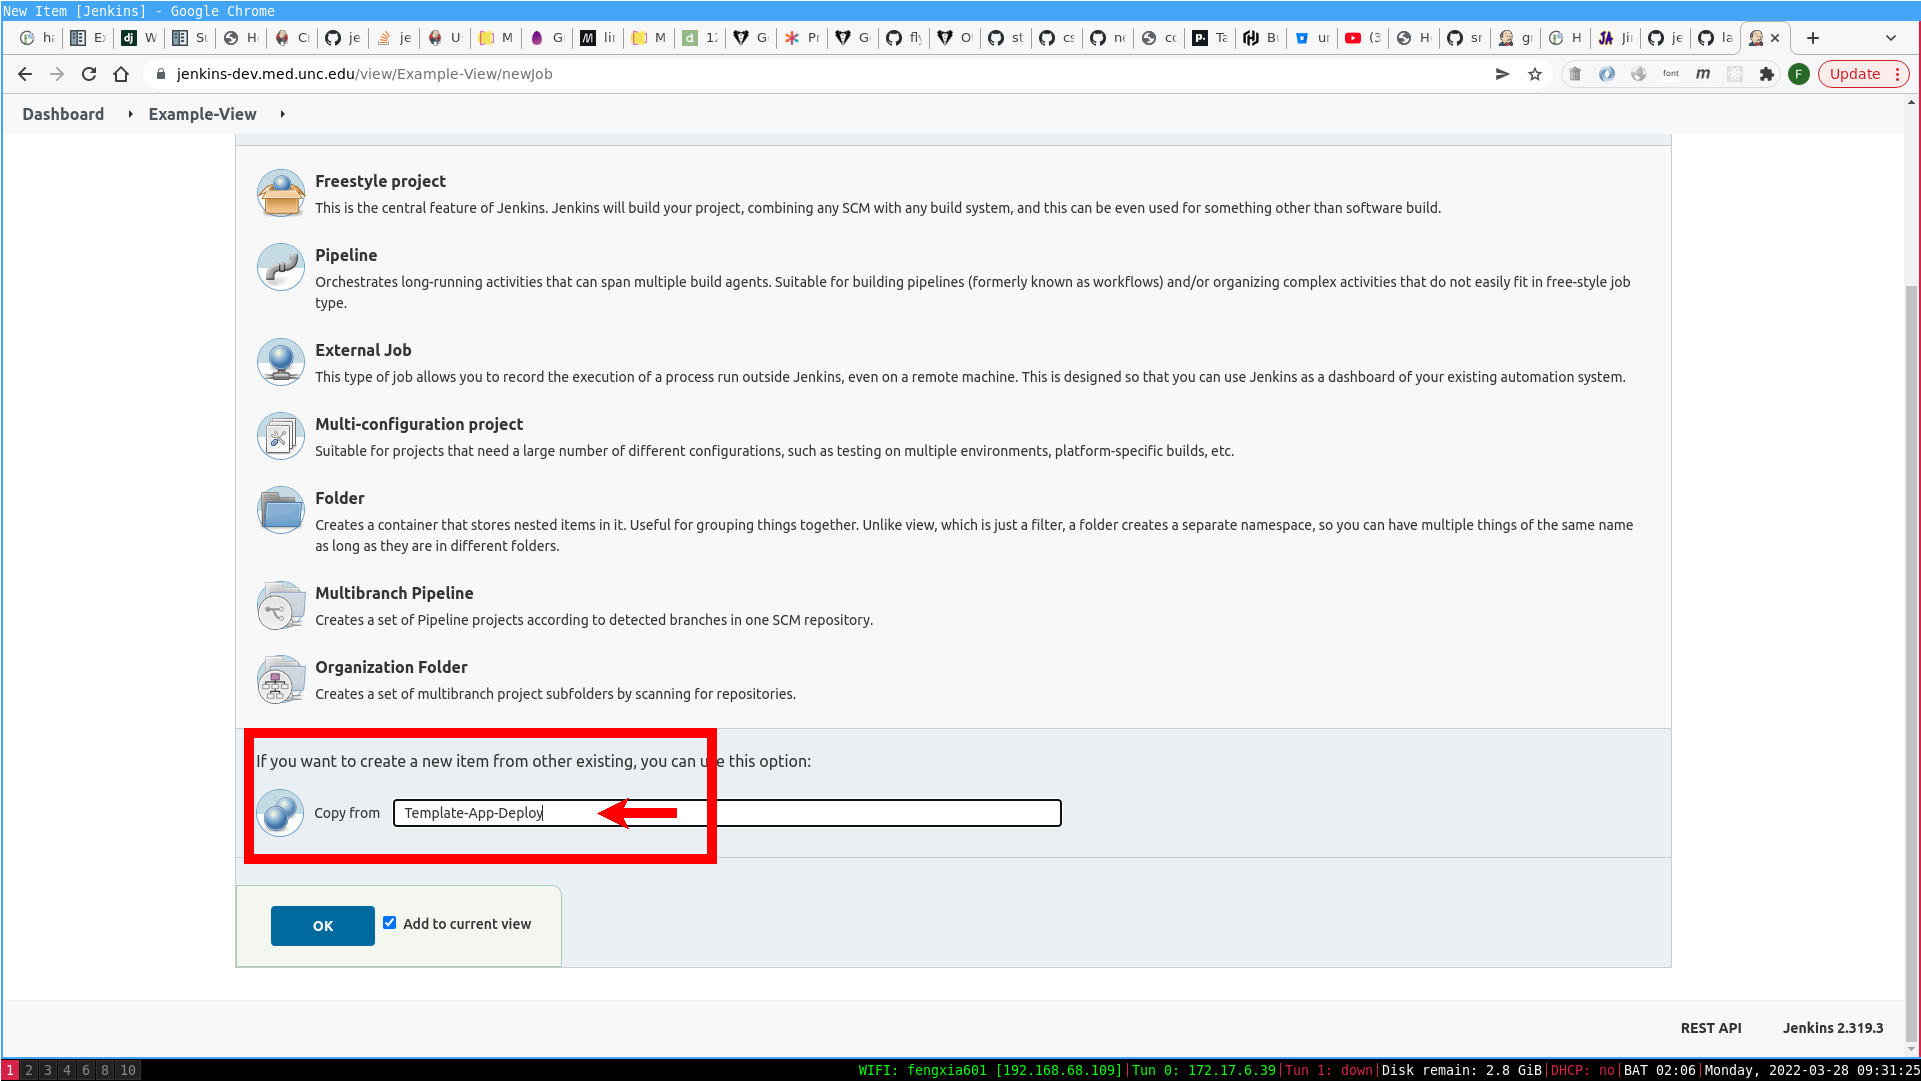 New Item [Jenkins] - Google Chrome
jenkins-dev.med.unc.edu/view/Example-View/newJob
font
m
F
Update
Dashboard
Example-View
Freestyle project
This is the central feature of Jenkins. Jenkins will build your project, combining any SCM with any build system, and this can be even used for something other than software build.
Pipeline
Orchestrates long-running activities that can span multiple build agents. Suitable for building pipelines (formerly known as workflows) and/or organizing complex activities that do not easily fit in free-style job
type.
External Job
This type of job allows you to record the execution of a process run outside Jenkins, even on a remote machine. This is designed so that you can use Jenkins as a dashboard of your existing automation system.
Multi-configuration project
Suitable for projects that need a large number of different configurations, such as testing on multiple environments, platform-specific builds, etc.
Folder
Creates a container that stores nested items in it. Useful for grouping things together. Unlike view, which is just a filter, a folder creates a separate namespace, so you can have multiple things of the same name
as long as they are in different folders.
Multibranch Pipeline
Creates a set of Pipeline projects according to detected branches in one SCM repository.
Organization Folder
Creates a set of multibranch project subfolders by scanning for repositories.
If you want to create a new item from other existing, you can use this option:
Copy from
Template-App-Deploy
OK
Add to current view
REST API
Jenkins 2.319.3
1 2 3 4 6 8 10
WIFI: fengxia601 [192.168.68.109]|Tun 0: 172.17.6.39|Tun 1: down|Disk remain: 2.8 GiB|DHCP: no|BAT 02:06|Monday, 2022-03-28 09:31:25